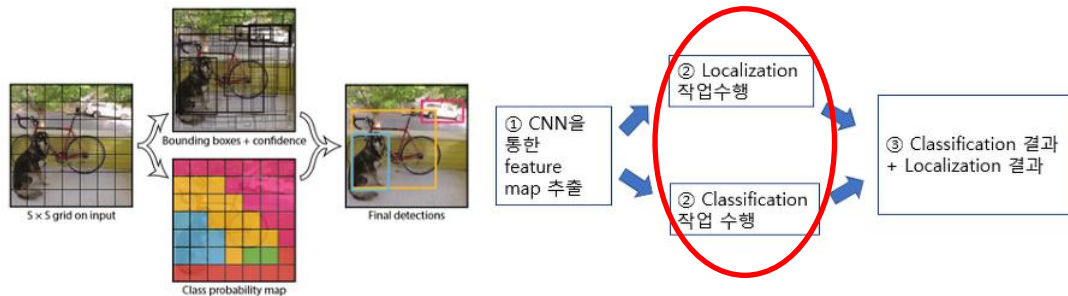 Bounding boxes + confidence
S × S grid on input
Final detections
Class probability map
① CNN을
통한
feature
map 추출
② Localization
작업수행
② Classification
작업 수행
③ Classification 결과
+ Localization 결과